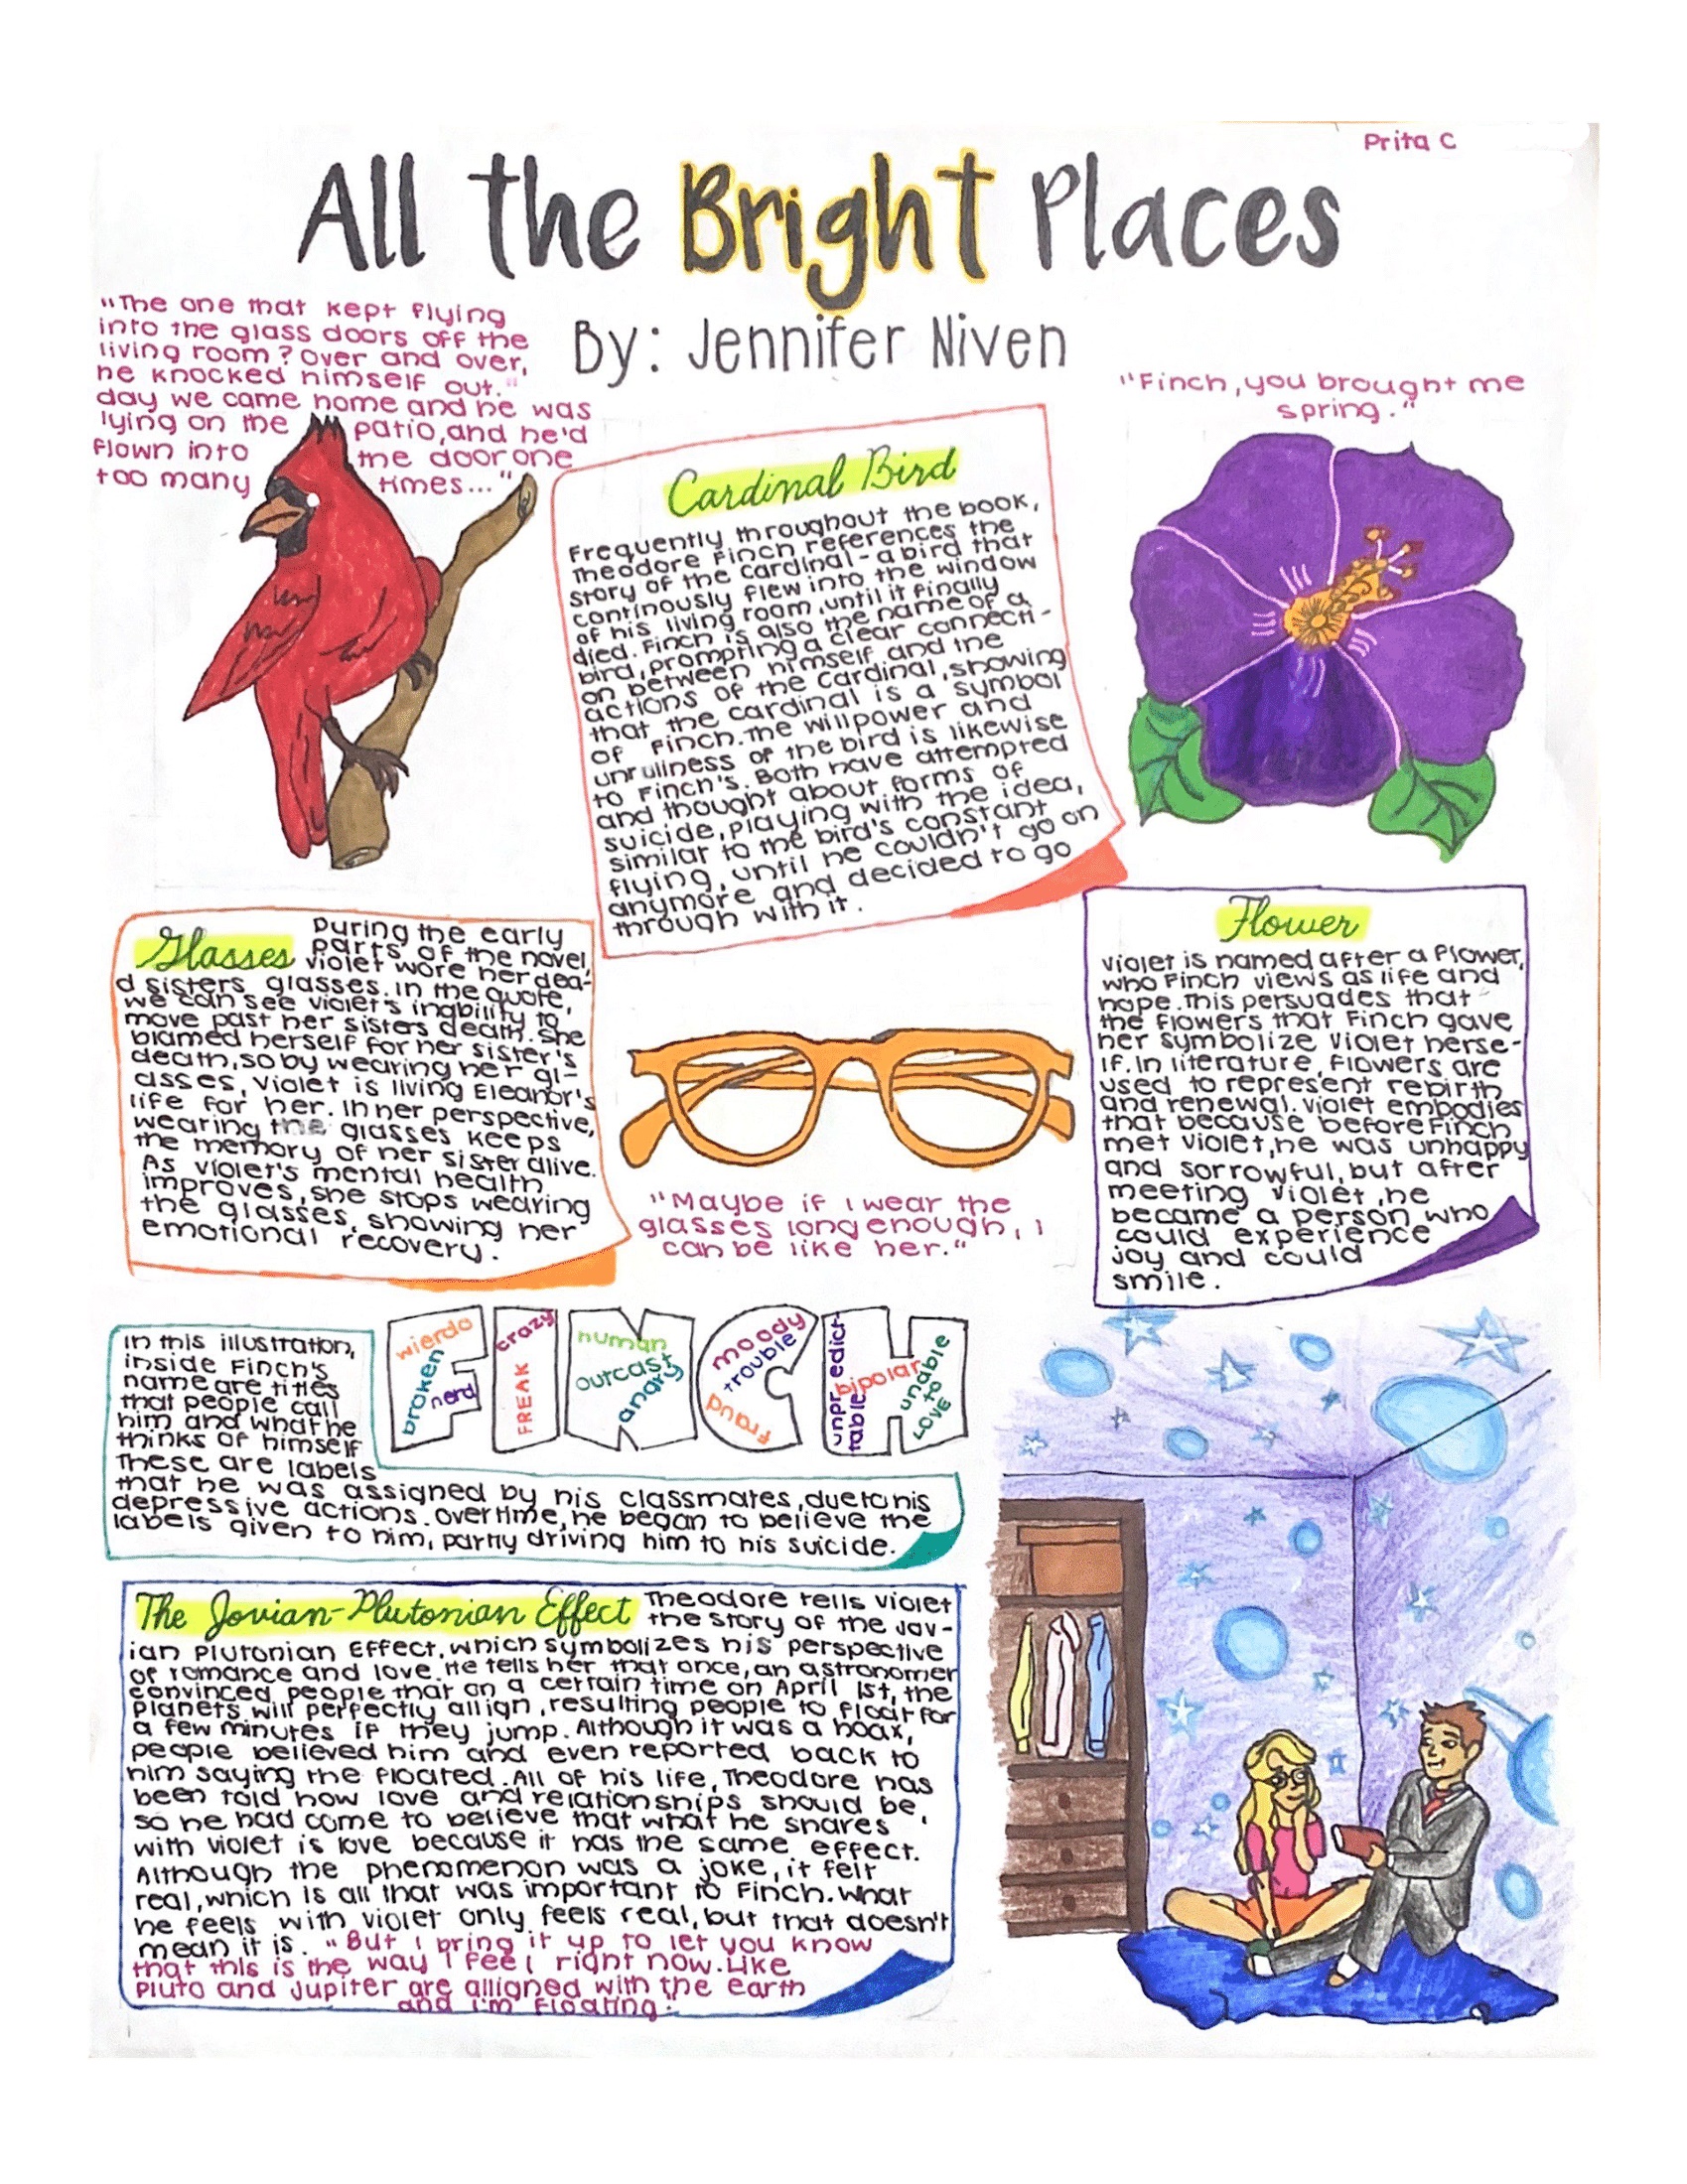 Prita C
All the Bright Places
By: Jennifer Niven
"The one that kept flying
into the glass doors off the
living room? Over and over,
he knocked himself out."
day we came home and he was
lying on the patio, and he'd
flown into the door one
too many times..."
"Finch, you brought me
spring."
Cardinal Bird
Frequently throughout the book,
Theodore Finch references the
story of the cardinal - a bird that
continously flew into the window
of his living room, until it finally
died. Finch is also the name of a
bird, prompting a clear connecti-
on between himself and the
actions of the cardinal, showing
that the cardinal is a symbol
of Finch. The willpower and
unruliness of the bird is likewise
to Finch's. Both have attempted
and thought about forms of
suicide, playing with the idea,
similar to the bird's constant
flying, until he couldn't go on
anymore and decided to go
through with it.
Glasses During the early
parts of the novel,
violet wore her dea-
d sisters glasses. In the quote,
we can see violet's inability to
move past her sisters death. She
blamed herself for her sister's
death, so by wearing her gl-
asses, Violet is living Eleanor's
life for her. In her perspective,
wearing the glasses keeps
the memory of her sister alive.
As violet's mental health
improves, she stops wearing
the glasses, showing her
emotional recovery.
"Maybe if I wear the
glasses long enough, I
can be like her."
Flower
Violet is named after a flower,
who Finch views as life and
hope. This persuades that
the flowers that Finch gave
her symbolize Violet herse-
lf. In literature, flowers are
used to represent rebirth
and renewal. Violet embodies
that because before Finch
met violet, he was unhappy
and sorrowful, but after
meeting violet, he
became a person who
could experience
joy and could
smile.
FINCH
wierdo
broken
nerd
crazy
FREAK
human
outcast
angry
moody
trouble
fraud
unpredict-
table
bipolar
unable
to
love
In this illustration,
inside Finch's
name are titles
that people call
him and what he
thinks of himself
These are labels
that he was assigned by his classmates, due to his
depressive actions. Overtime, he began to believe the
labels given to him, partly driving him to his suicide.
The Jovian-Plutonian Effect Theodore tells violet
the story of the Jov-
ian Plutonian Effect, which symbolizes his perspective
of romance and love. He tells her that once, an astronomer
convinced people that on a certain time on April 1st, the
planets will perfectly allign, resulting people to float for
a few minutes if they jump. Although it was a hoax,
people believed him and even reported back to
him saying the floated. All of his life, Theodore has
been told how love and relationships should be,
so he had come to believe that what he shares
with violet is love because it has the same effect.
Although the phenomenon was a joke, it felt
real, which is all that was important to Finch. What
he feels with violet only feels real, but that doesn't
mean it is. "But I bring it up to let you know
that this is the way I feel right now. Like
Pluto and Jupiter are alligned with the earth
and I'm floating."